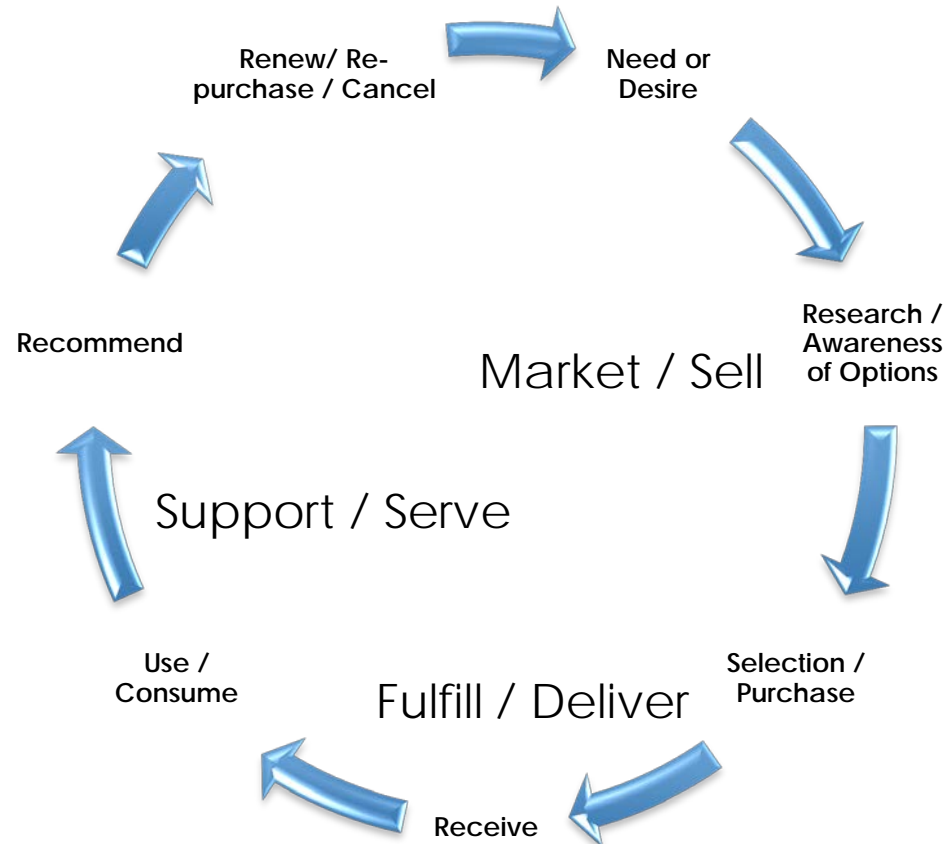 Renew/ Re-
purchase / Cancel
Need or
Desire
Research /
Awareness
of Options
Recommend
Market / Sell
Support / Serve
Use /
Consume
Selection /
Purchase
Fulfill / Deliver
Receive